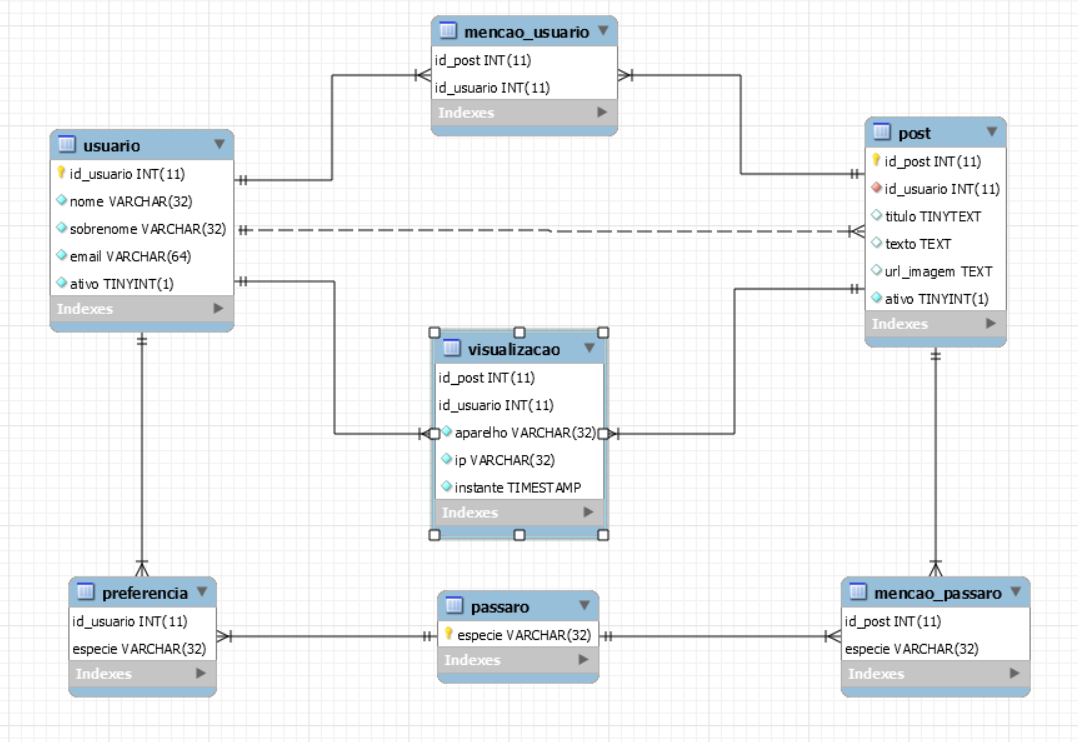 mencao_usuario
id_post INT(11)
id_usuario INT(11)
Indexes
usuario
id_usuario INT(11)
nome VARCHAR(32)
sobrenome VARCHAR(32)
email VARCHAR(64)
ativo TINYINT(1)
Indexes
post
id_post INT(11)
id_usuario INT(11)
titulo TINYTEXT
texto TEXT
url_imagem TEXT
ativo TINYINT(1)
Indexes
visualizacao
id_post INT(11)
id_usuario INT(11)
aparelho VARCHAR(32)
ip VARCHAR(32)
instante TIMESTAMP
Indexes
preferencia
id_usuario INT(11)
especie VARCHAR(32)
Indexes
passaro
especie VARCHAR(32)
Indexes
mencao_passaro
id_post INT(11)
especie VARCHAR(32)
Indexes